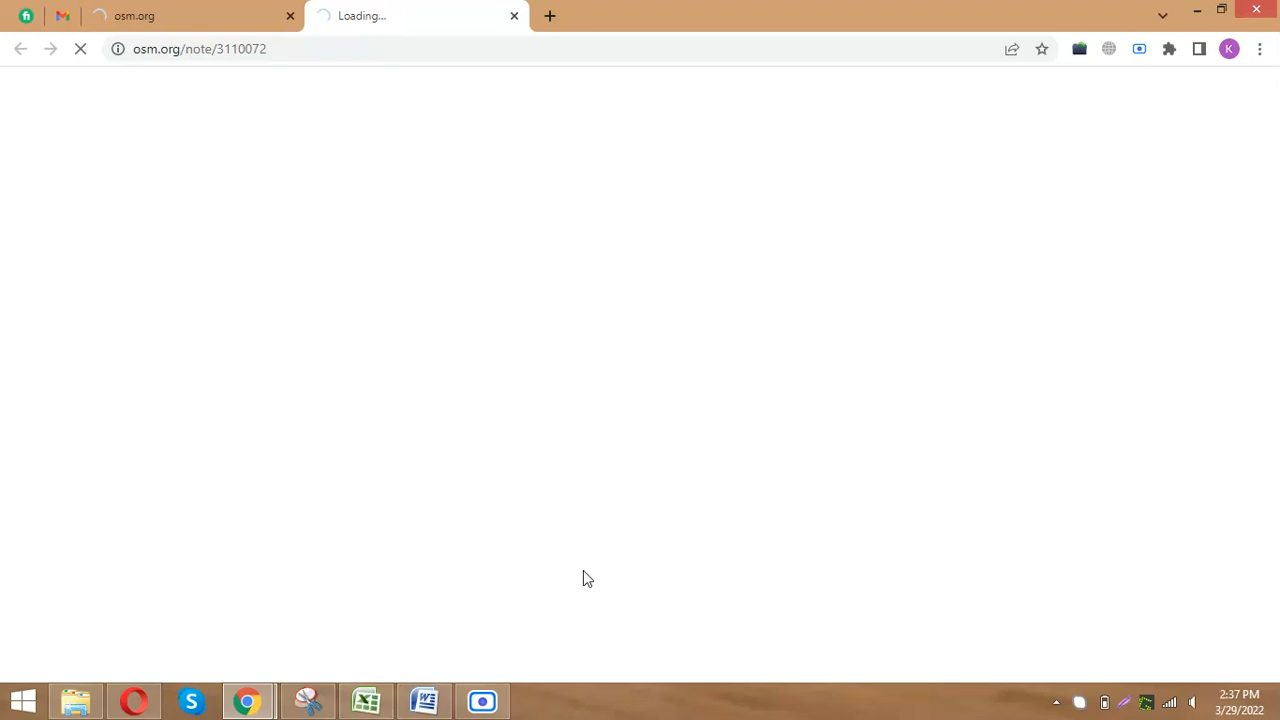 osm.org
Loading...
osm.org/note/3110072
K
2:37 PM
3/29/2022